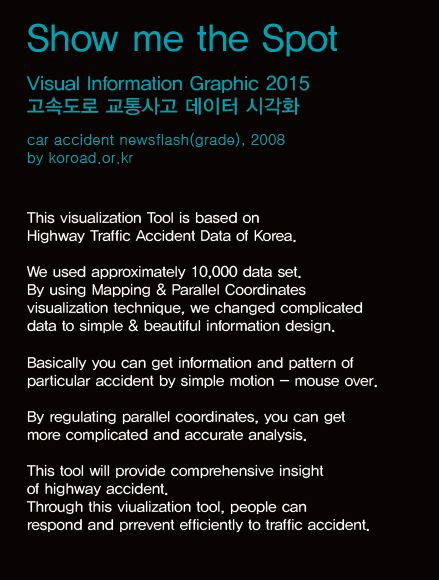 Show me the Spot
Visual Information Graphic 2015
고속도로 교통사고 데이터 시각화
car accident newsflash(grade), 2008
by koroad.or.kr
This visualization Tool is based on
Highway Traffic Accident Data of Korea.
We used approximately 10,000 data set.
By using Mapping & Parallel Coordinates
visualization technique, we changed complicated
data to simple & beautiful information design.
Basically you can get information and pattern of
particular accident by simple motion – mouse over.
By regulating parallel coordinates, you can get
more complicated and accurate analysis.
This tool will provide comprehensive insight
of highway accident.
Through this viualization tool, people can
respond and prrevent efficiently to traffic accident.